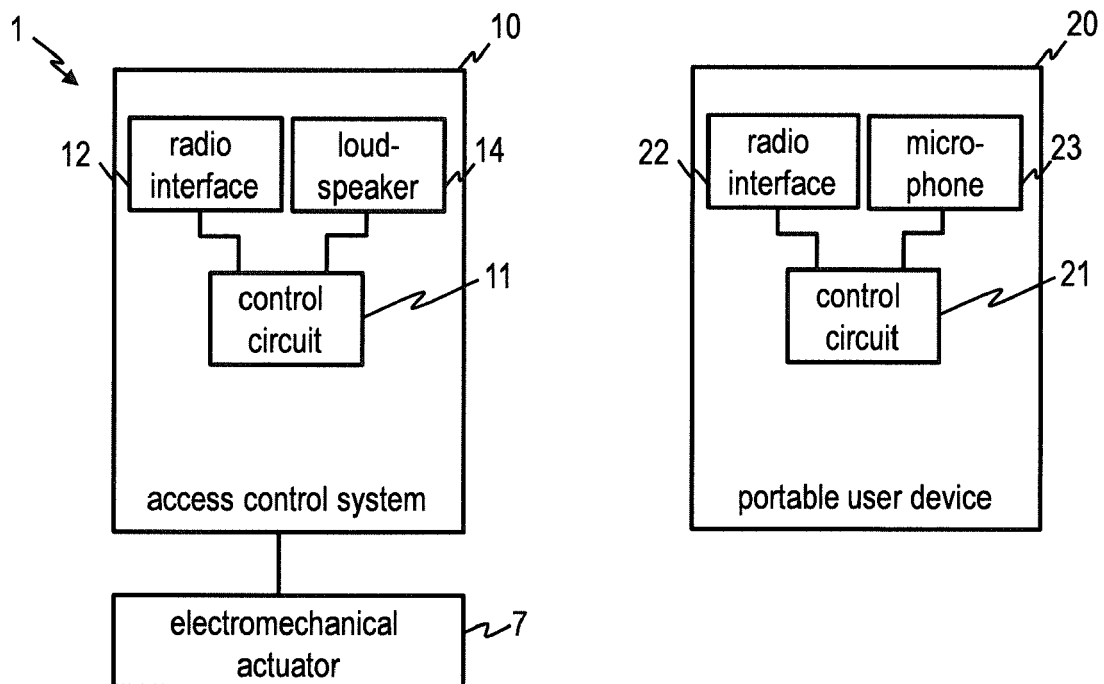 1
10
20
radio
interface
loud-
speaker
12
14
radio
interface
micro-
phone
22
23
control
circuit
11
control
circuit
21
access control system
portable user device
electromechanical
actuator
7